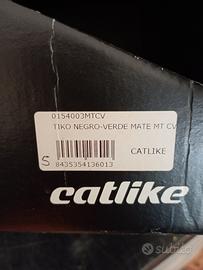 0154003MTCV
TIKO NEGRO-VERDE MATE MT CV
CATLIKE
S
8435354136013
catlike
subito